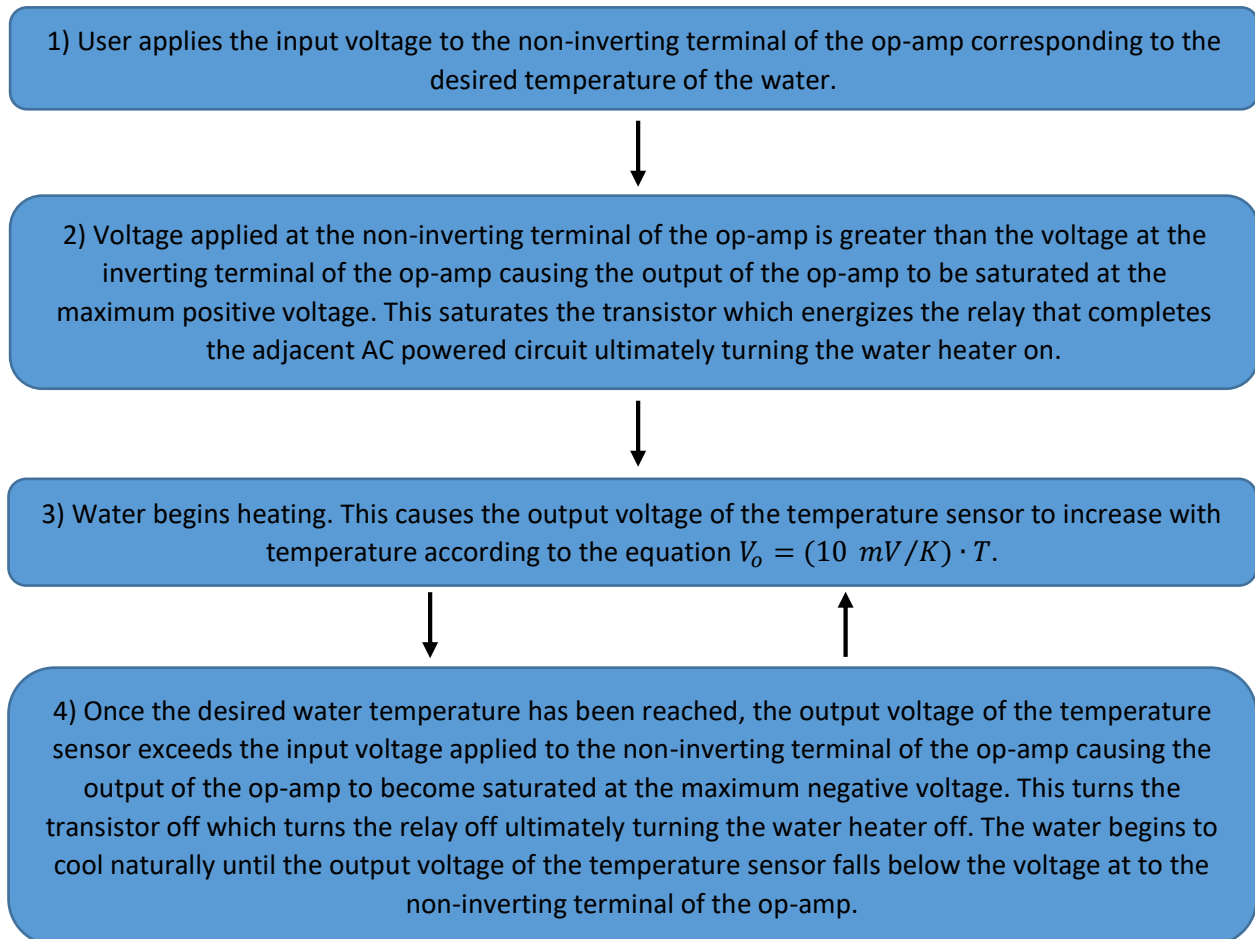 1) User applies the input voltage to the non-inverting terminal of the op-amp corresponding to the
desired temperature of the water.
2) Voltage applied at the non-inverting terminal of the op-amp is greater than the voltage at the
inverting terminal of the op-amp causing the output of the op-amp to be saturated at the
maximum positive voltage. This saturates the transistor which energizes the relay that completes
the adjacent AC powered circuit ultimately turning the water heater on.
3) Water begins heating. This causes the output voltage of the temperature sensor to increase with
temperature according to the equation V_o = (10 mV/K) · T.
4) Once the desired water temperature has been reached, the output voltage of the temperature
sensor exceeds the input voltage applied to the non-inverting terminal of the op-amp causing the
output of the op-amp to become saturated at the maximum negative voltage. This turns the
transistor off which turns the relay off ultimately turning the water heater off. The water begins to
cool naturally until the output voltage of the temperature sensor falls below the voltage at to the
non-inverting terminal of the op-amp.